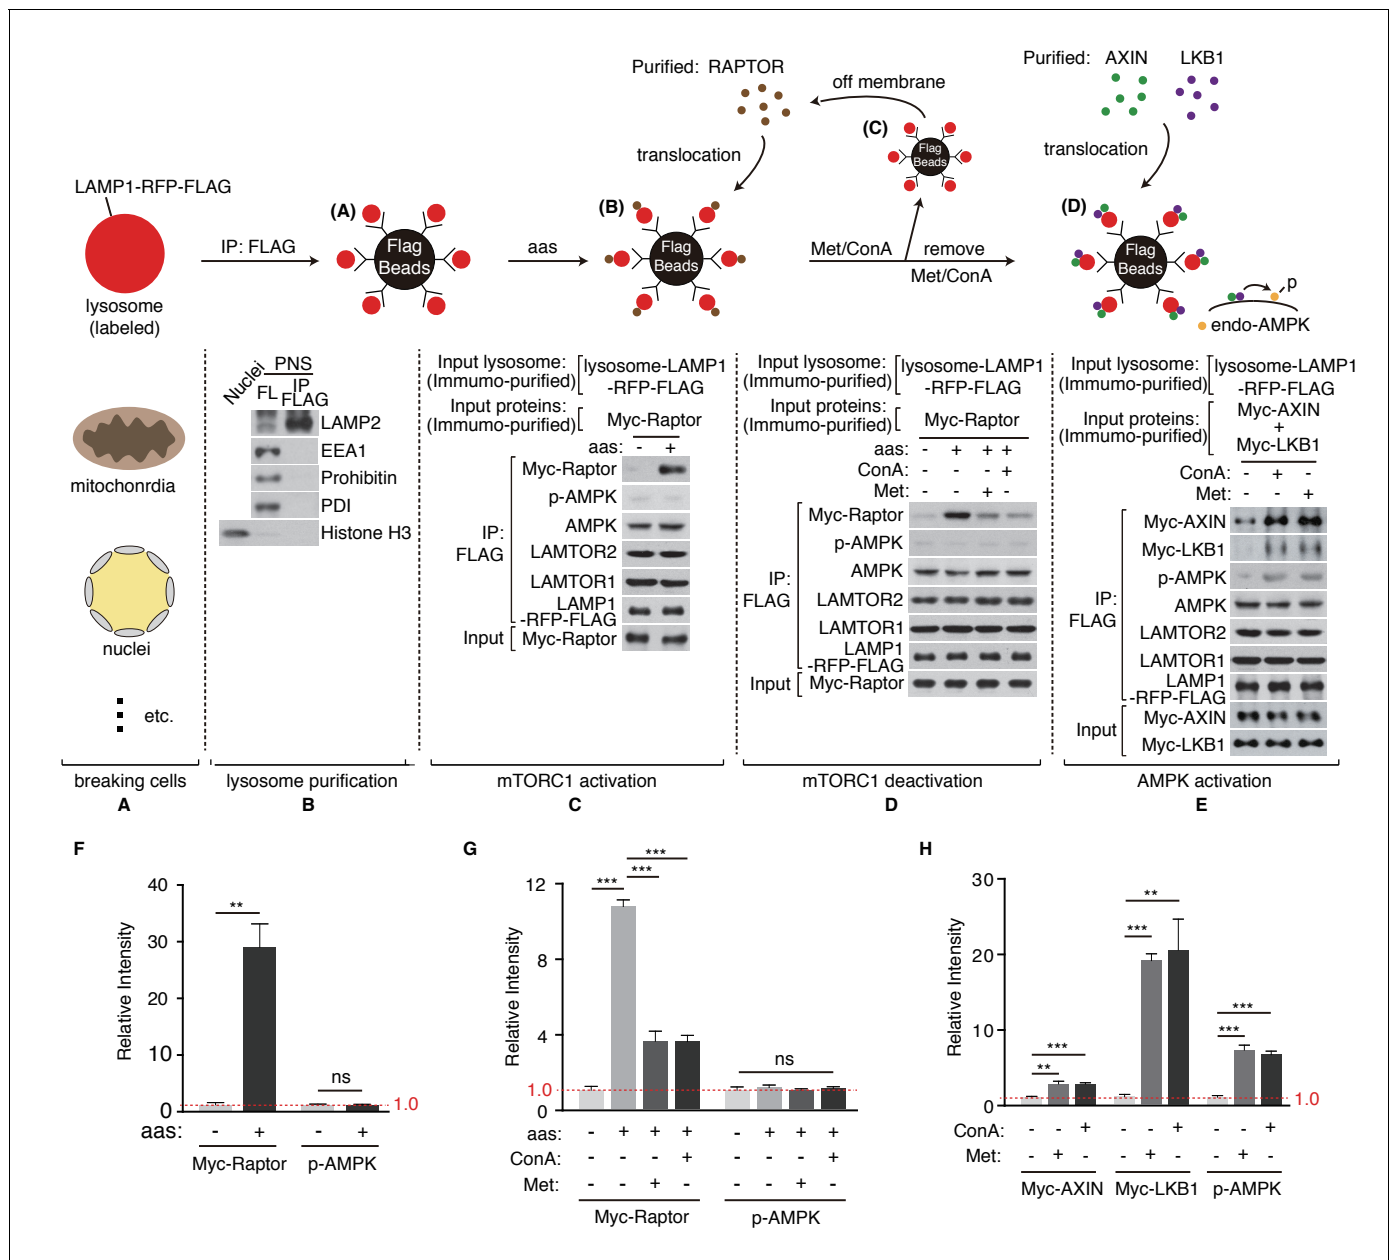 Purified: RAPTOR
off membrane
Purified: AXIN LKB1
(C)
Flag
Beads
translocation
translocation
LAMP1-RFP-FLAG
(A)
(B)
(D)
IP: FLAG
Flag
Beads
aas
Flag
Beads
Met/ConA
remove
Met/ConA
Flag
Beads
p
endo-AMPK
lysosome
(labeled)
mitochonrdia
nuclei
etc.
breaking cells
A
Nuclei
PNS
FL
IP
FLAG
LAMP2
EEA1
Prohibitin
PDI
Histone H3
lysosome purification
B
Input lysosome:
(Immumo-purified)
lysosome-LAMP1
-RFP-FLAG
Input proteins:
(Immumo-purified)
Myc-Raptor
aas: - +
IP:
FLAG
Myc-Raptor
p-AMPK
AMPK
LAMTOR2
LAMTOR1
LAMP1
-RFP-FLAG
Input
Myc-Raptor
mTORC1 activation
C
Input lysosome:
(Immumo-purified)
lysosome-LAMP1
-RFP-FLAG
Input proteins:
(Immumo-purified)
Myc-Raptor
aas: - + + +
ConA: - - - +
Met: - - + -
IP:
FLAG
Myc-Raptor
p-AMPK
AMPK
LAMTOR2
LAMTOR1
LAMP1
-RFP-FLAG
Input
Myc-Raptor
mTORC1 deactivation
D
Input lysosome:
(Immumo-purified)
lysosome-LAMP1
-RFP-FLAG
Input proteins:
(Immumo-purified)
Myc-AXIN
+
Myc-LKB1
ConA: - + -
Met: - - +
IP:
FLAG
Myc-AXIN
Myc-LKB1
p-AMPK
AMPK
LAMTOR2
LAMTOR1
LAMP1
-RFP-FLAG
Input
Myc-AXIN
Myc-LKB1
AMPK activation
E
F
Relative Intensity
40
30
20
10
0
**
ns
1.0
aas: - + - +
Myc-Raptor p-AMPK
G
Relative Intensity
12
8
4
0
***
***
***
ns
1.0
aas: - + + + - + + +
ConA: - - - + - - - +
Met: - - + - - - + -
Myc-Raptor p-AMPK
H
Relative Intensity
30
20
10
0
**
***
***
**
***
***
1.0
ConA: - - + - - + - - +
Met: - + - - + - - + -
Myc-AXIN Myc-LKB1 p-AMPK